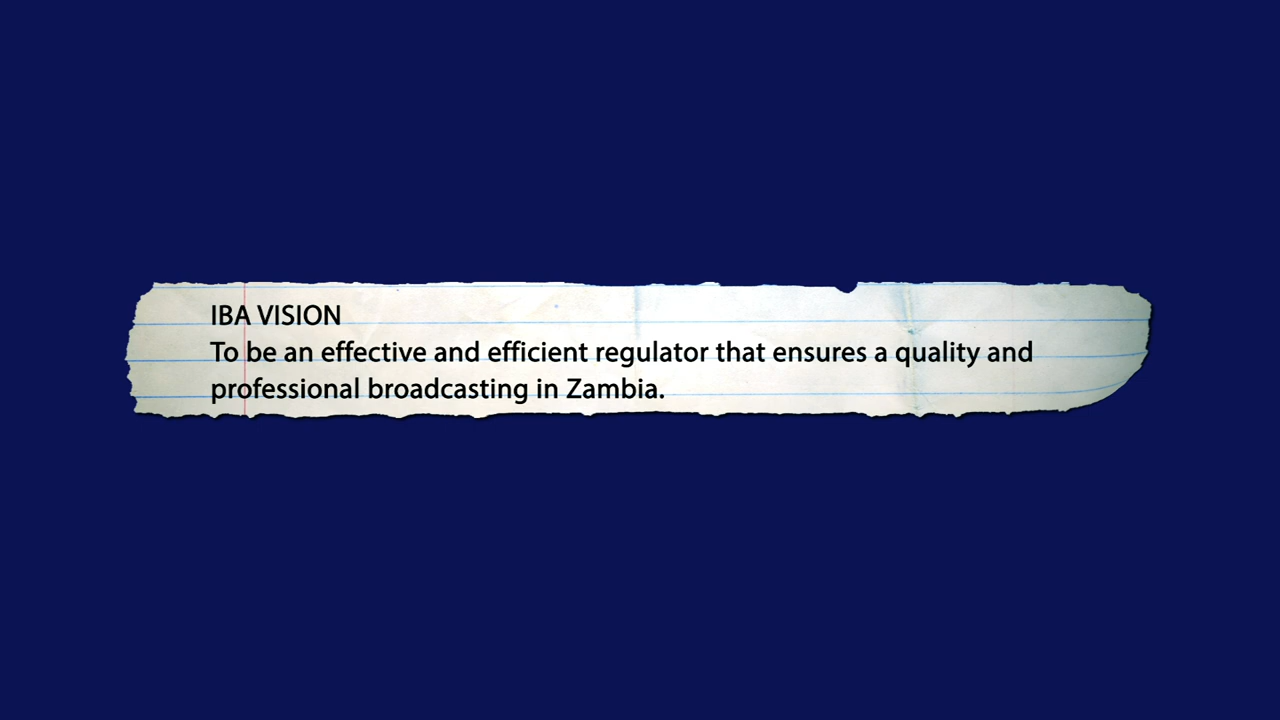 IBA VISION
To be an effective and efficient regulator that ensures a quality and
professional broadcasting in Zambia.